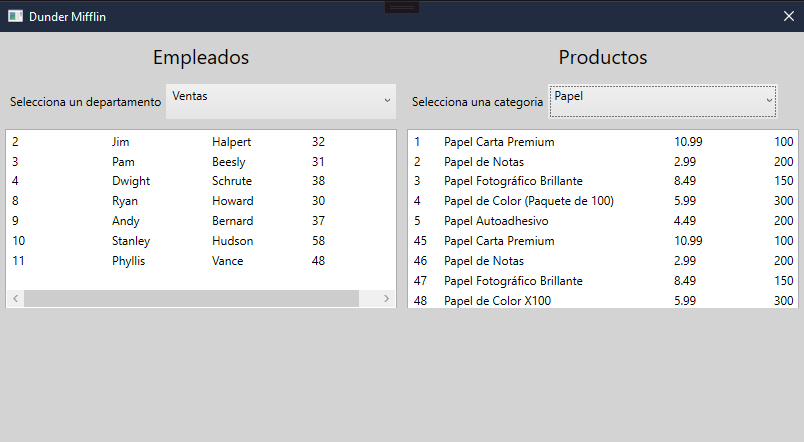 Dunder Mifflin
Empleados
Selecciona un departamento Ventas
2 Jim Halpert 32
3 Pam Beesly 31
4 Dwight Schrute 38
8 Ryan Howard 30
9 Andy Bernard 37
10 Stanley Hudson 58
11 Phyllis Vance 48
Productos
Selecciona una categoria Papel
1 Papel Carta Premium 10.99 100
2 Papel de Notas 2.99 200
3 Papel Fotográfico Brillante 8.49 150
4 Papel de Color (Paquete de 100) 5.99 300
5 Papel Autoadhesivo 4.49 200
45 Papel Carta Premium 10.99 100
46 Papel de Notas 2.99 200
47 Papel Fotográfico Brillante 8.49 150
48 Papel de Color X100 5.99 300